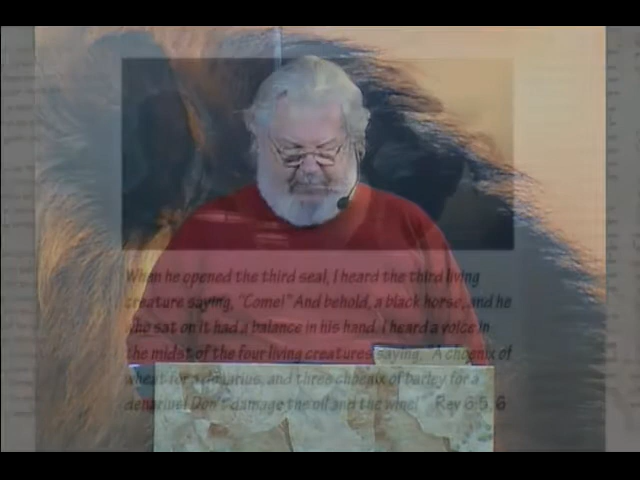 When he opened the third seal, I heard the third living
creature saying, "Come!" And behold, a black horse, and he
who sat on it had a balance in his hand. I heard a voice in
the midst of the four living creatures saying, A choenix of
wheat for a denarius, and three choenix of barley for a
denarius! Don't damage the oil and the wine! Rev 6:5, 6